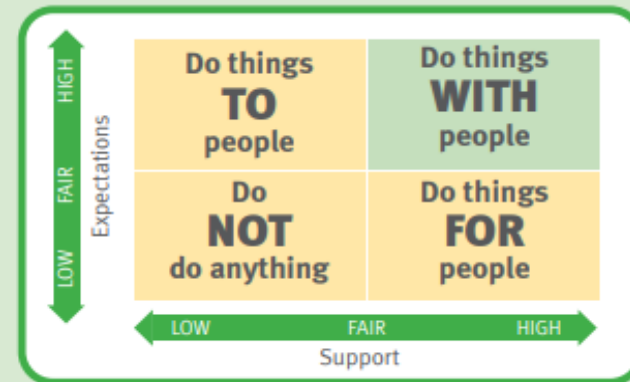 HIGH
FAIR
LOW
Expectations
Do things
TO
people
Do things
WITH
people
Do
NOT
do anything
Do things
FOR
people
LOW FAIR HIGH
Support